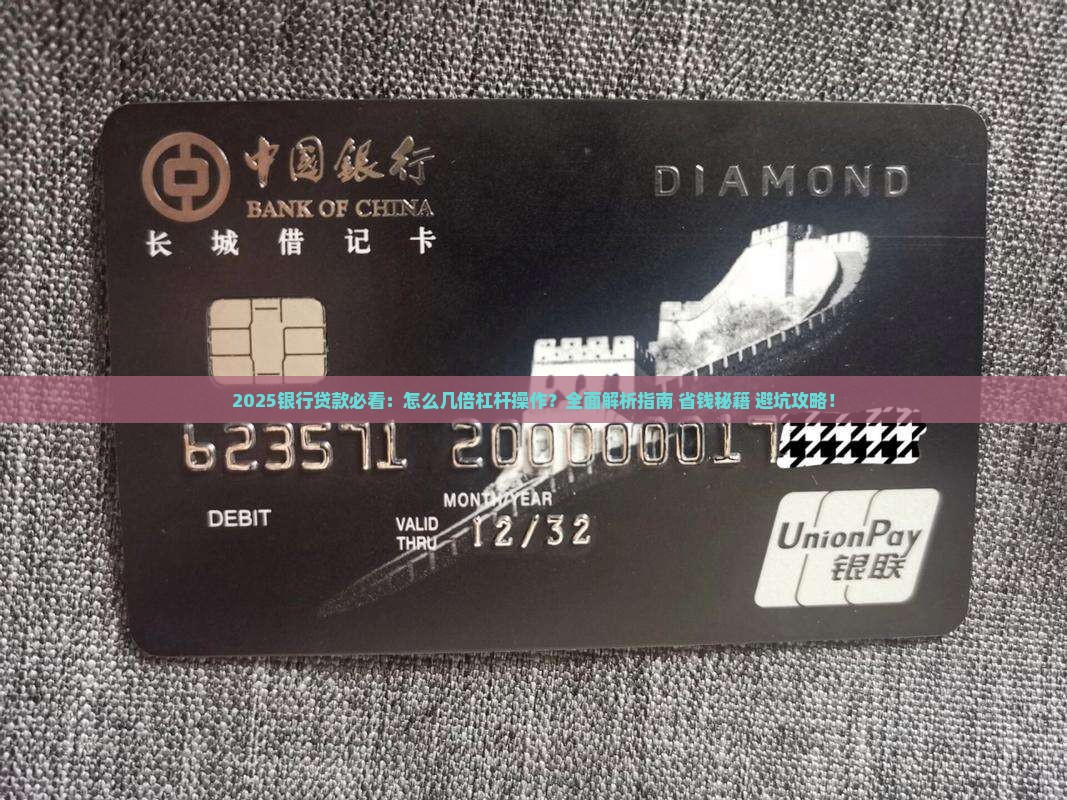 中国銀行
BANK OF CHINA
长城借记卡
DIAMOND
2025银行贷款必看：怎么几倍杠杆操作？全面解析指南 省钱秘籍 避坑攻略！
623571 200000017
MONTH/YEAR
DEBIT
VALID THRU 12/32
UnionPay
银联